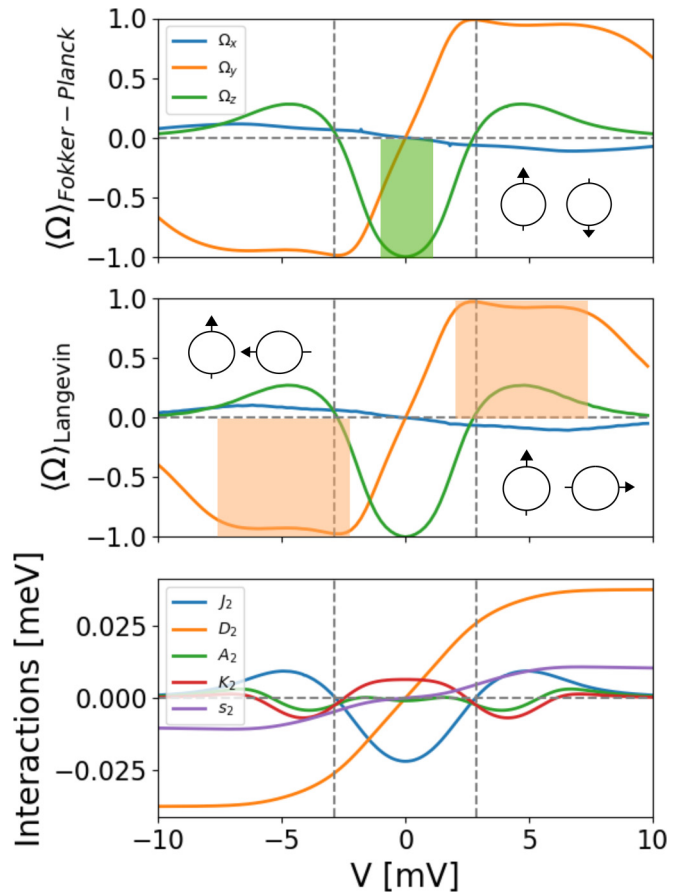 ⟨Ω⟩Fokker−Planck
1.0
0.5
0.0
−0.5
−1.0
Ωx
Ωy
Ωz
⟨Ω⟩Langevin
1.0
0.5
0.0
−0.5
−1.0
Interactions [meV]
0.025
0.000
−0.025
J2
D2
A2
K2
s2
−10
−5
0
5
10
V [mV]